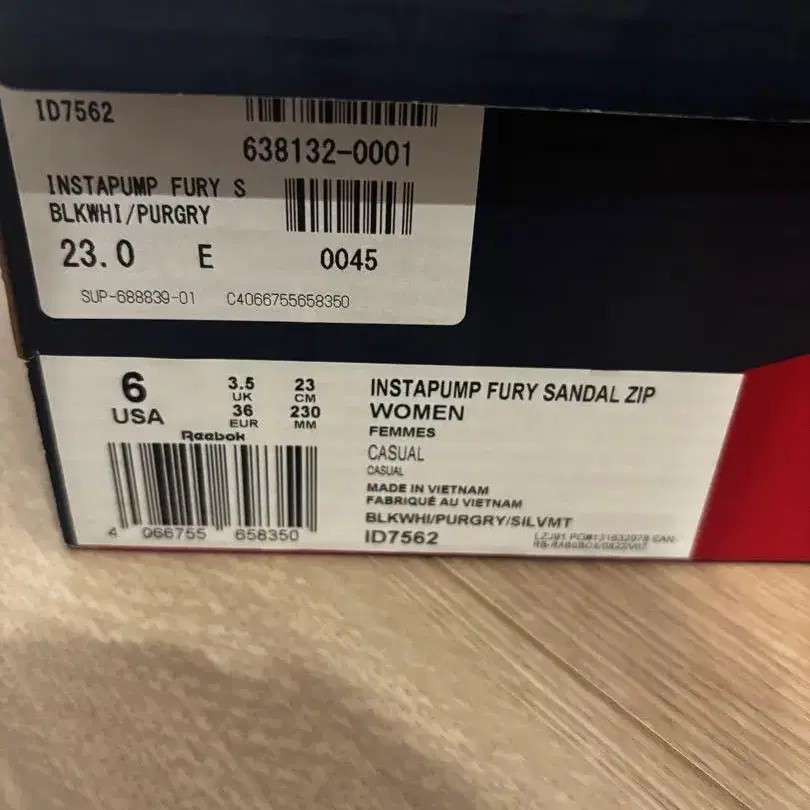 ID7562
638132-0001
INSTAPUMP FURY S
BLKWHI/PURGRY
23.0 E 0045
SUP-688839-01 C4066755658350
6 USA
3.5 UK 23 CM
36 EUR 230 MM
Reebok
4 066755 658350
INSTAPUMP FURY SANDAL ZIP
WOMEN
FEMMES
CASUAL
CASUAL
MADE IN VIETNAM
FABRIQUÉ AU VIETNAM
BLKWHI/PURGRY/SILVMT
ID7562